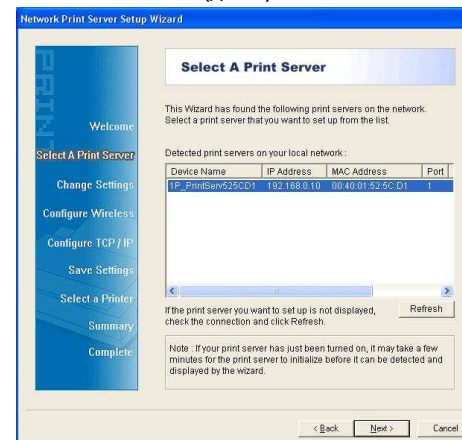 Network Print Server Setup Wizard
PRINT
Welcome
Select A Print Server
Change Settings
Configure Wireless
Configure TCP / IP
Save Settings
Select a Printer
Summary
Complete
Select A Print Server
This Wizard has found the following print servers on the network.
Select a print server that you want to set up from the list.
Detected print servers on your local network :
Device Name IP Address MAC Address Port
1P_PrintServ525CD1 192.168.0.10 00:40:01:52:5C:D1 1
If the print server you want to set up is not displayed,
check the connection and click Refresh.
Refresh
Note : If your print server has just been turned on, it may take a few
minutes for the print server to initialize before it can be detected and
displayed by the wizard.
< Back Next > Cancel